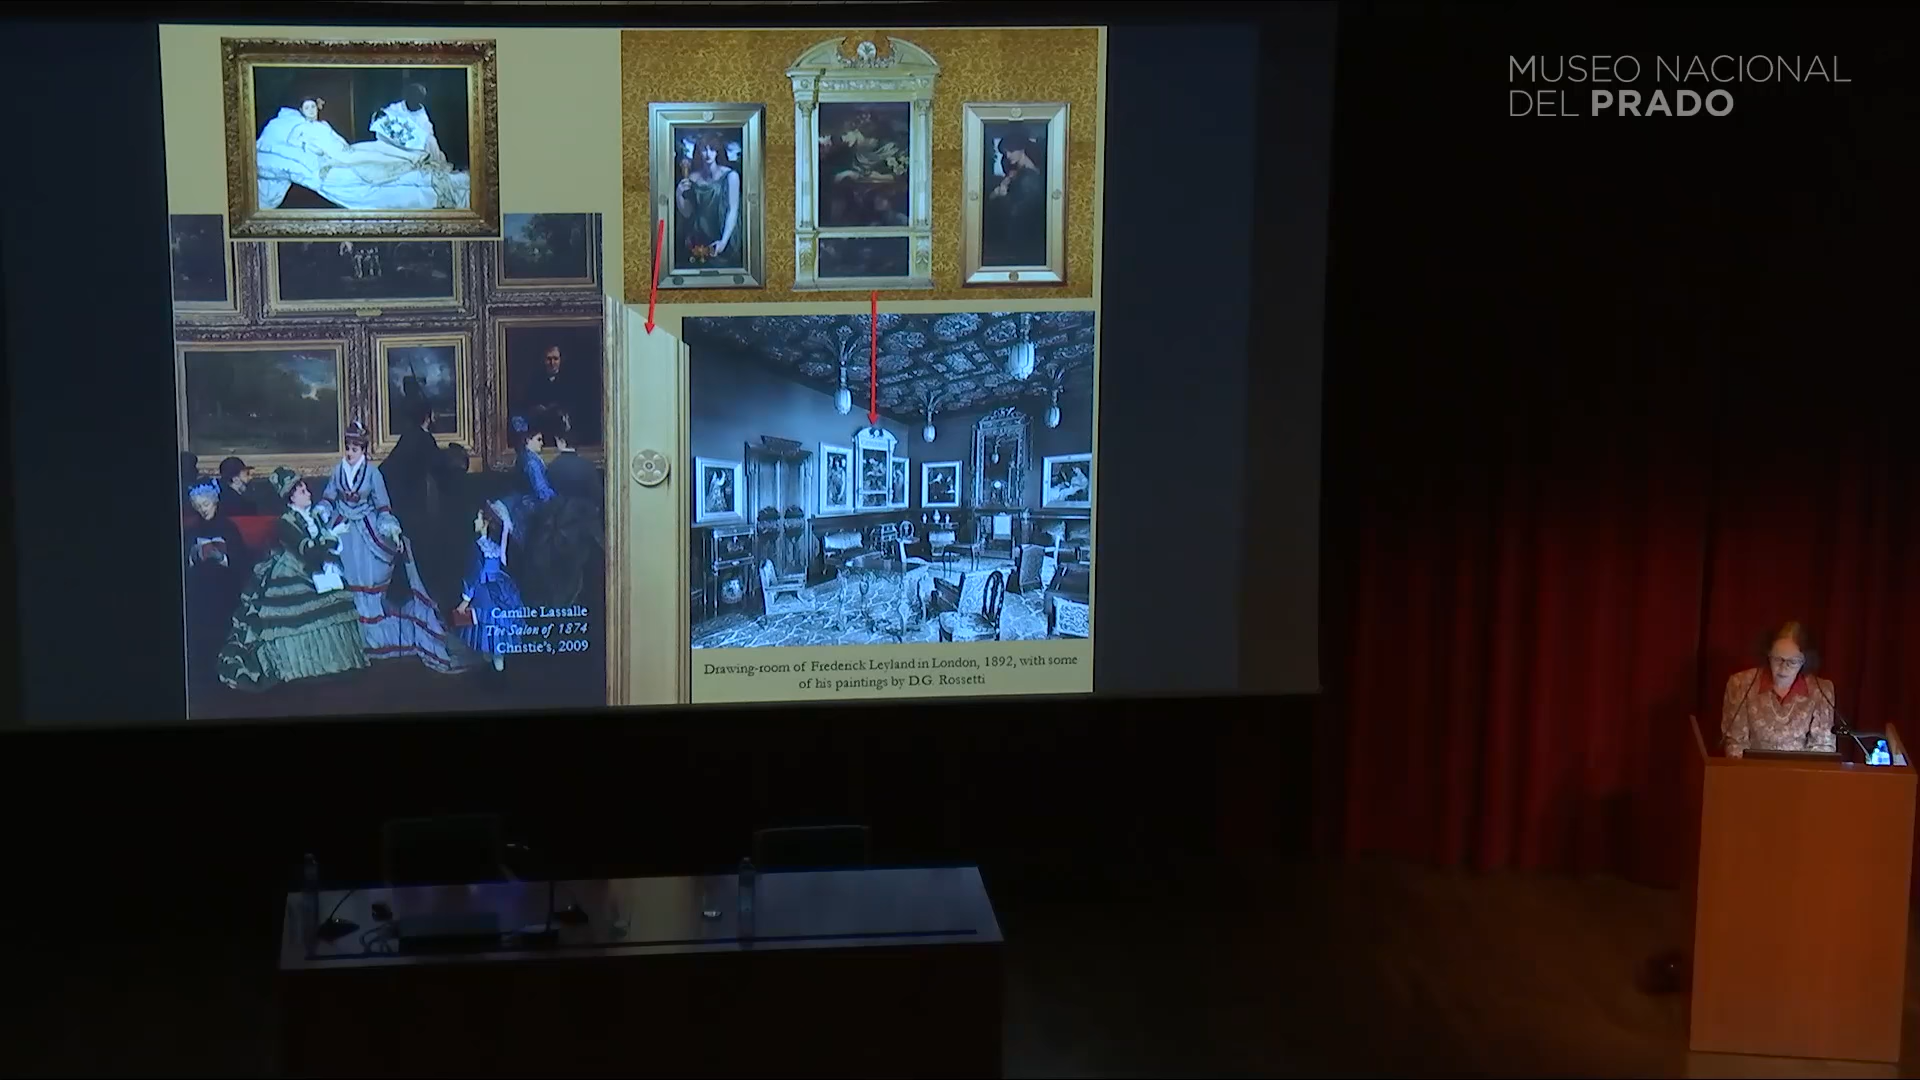 MUSEO NACIONAL
DEL PRADO
Camille Lassalle
The Salon of 1874
Christie's, 2009
Drawing-room of Frederick Leyland in London, 1892, with some
of his paintings by D.G. Rossetti